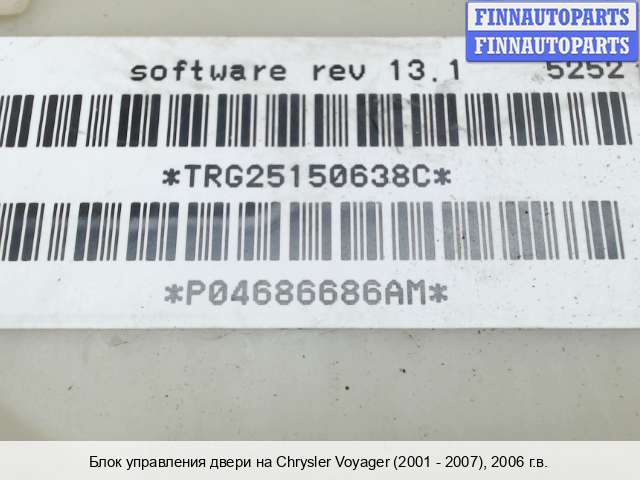 FINNAUTOPARTS
FINNAUTOPARTS
software rev 13.1 5252
*TRG25150638C*
*P04686686AM*
Блок управления двери на Chrysler Voyager (2001 - 2007), 2006 г.в.